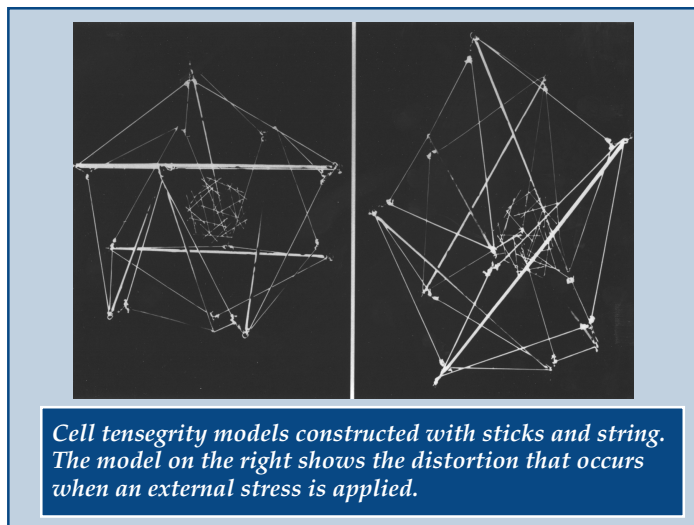 Cell tensegrity models constructed with sticks and string.
The model on the right shows the distortion that occurs
when an external stress is applied.